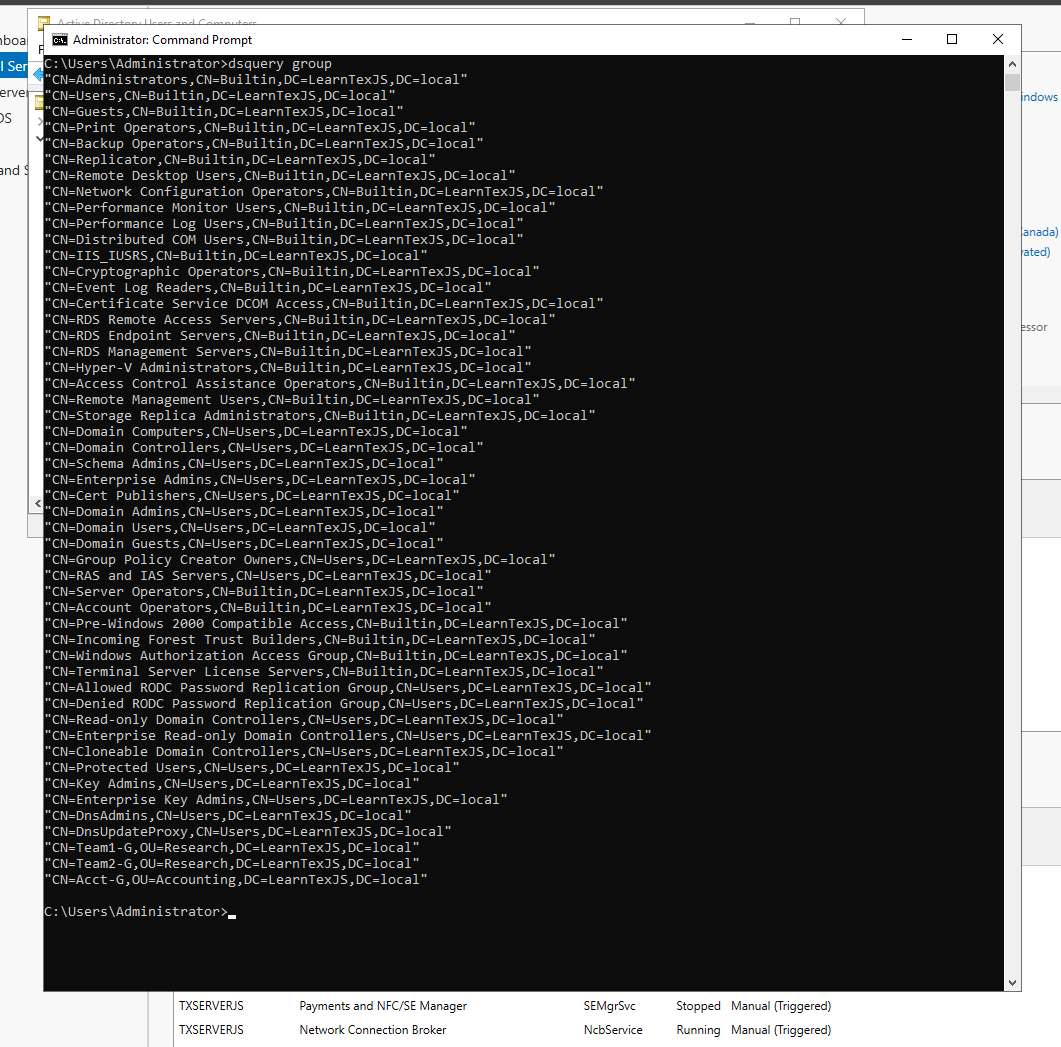 Active Directory Users and Computers
Administrator: Command Prompt
C:\Users\Administrator>dsquery group
"CN=Administrators,CN=Builtin,DC=LearnTexJS,DC=local"
"CN=Users,CN=Builtin,DC=LearnTexJS,DC=local"
"CN=Guests,CN=Builtin,DC=LearnTexJS,DC=local"
"CN=Print Operators,CN=Builtin,DC=LearnTexJS,DC=local"
"CN=Backup Operators,CN=Builtin,DC=LearnTexJS,DC=local"
"CN=Replicator,CN=Builtin,DC=LearnTexJS,DC=local"
"CN=Remote Desktop Users,CN=Builtin,DC=LearnTexJS,DC=local"
"CN=Network Configuration Operators,CN=Builtin,DC=LearnTexJS,DC=local"
"CN=Performance Monitor Users,CN=Builtin,DC=LearnTexJS,DC=local"
"CN=Performance Log Users,CN=Builtin,DC=LearnTexJS,DC=local"
"CN=Distributed COM Users,CN=Builtin,DC=LearnTexJS,DC=local"
"CN=IIS_IUSRS,CN=Builtin,DC=LearnTexJS,DC=local"
"CN=Cryptographic Operators,CN=Builtin,DC=LearnTexJS,DC=local"
"CN=Event Log Readers,CN=Builtin,DC=LearnTexJS,DC=local"
"CN=Certificate Service DCOM Access,CN=Builtin,DC=LearnTexJS,DC=local"
"CN=RDS Remote Access Servers,CN=Builtin,DC=LearnTexJS,DC=local"
"CN=RDS Endpoint Servers,CN=Builtin,DC=LearnTexJS,DC=local"
"CN=RDS Management Servers,CN=Builtin,DC=LearnTexJS,DC=local"
"CN=Hyper-V Administrators,CN=Builtin,DC=LearnTexJS,DC=local"
"CN=Access Control Assistance Operators,CN=Builtin,DC=LearnTexJS,DC=local"
"CN=Remote Management Users,CN=Builtin,DC=LearnTexJS,DC=local"
"CN=Storage Replica Administrators,CN=Builtin,DC=LearnTexJS,DC=local"
"CN=Domain Computers,CN=Users,DC=LearnTexJS,DC=local"
"CN=Domain Controllers,CN=Users,DC=LearnTexJS,DC=local"
"CN=Schema Admins,CN=Users,DC=LearnTexJS,DC=local"
"CN=Enterprise Admins,CN=Users,DC=LearnTexJS,DC=local"
"CN=Cert Publishers,CN=Users,DC=LearnTexJS,DC=local"
"CN=Domain Admins,CN=Users,DC=LearnTexJS,DC=local"
"CN=Domain Users,CN=Users,DC=LearnTexJS,DC=local"
"CN=Domain Guests,CN=Users,DC=LearnTexJS,DC=local"
"CN=Group Policy Creator Owners,CN=Users,DC=LearnTexJS,DC=local"
"CN=RAS and IAS Servers,CN=Users,DC=LearnTexJS,DC=local"
"CN=Server Operators,CN=Builtin,DC=LearnTexJS,DC=local"
"CN=Account Operators,CN=Builtin,DC=LearnTexJS,DC=local"
"CN=Pre-Windows 2000 Compatible Access,CN=Builtin,DC=LearnTexJS,DC=local"
"CN=Incoming Forest Trust Builders,CN=Builtin,DC=LearnTexJS,DC=local"
"CN=Windows Authorization Access Group,CN=Builtin,DC=LearnTexJS,DC=local"
"CN=Terminal Server License Servers,CN=Builtin,DC=LearnTexJS,DC=local"
"CN=Allowed RODC Password Replication Group,CN=Users,DC=LearnTexJS,DC=local"
"CN=Denied RODC Password Replication Group,CN=Users,DC=LearnTexJS,DC=local"
"CN=Read-only Domain Controllers,CN=Users,DC=LearnTexJS,DC=local"
"CN=Enterprise Read-only Domain Controllers,CN=Users,DC=LearnTexJS,DC=local"
"CN=Cloneable Domain Controllers,CN=Users,DC=LearnTexJS,DC=local"
"CN=Protected Users,CN=Users,DC=LearnTexJS,DC=local"
"CN=Key Admins,CN=Users,DC=LearnTexJS,DC=local"
"CN=Enterprise Key Admins,CN=Users,DC=LearnTexJS,DC=local"
"CN=DnsAdmins,CN=Users,DC=LearnTexJS,DC=local"
"CN=DnsUpdateProxy,CN=Users,DC=LearnTexJS,DC=local"
"CN=Team1-G,OU=Research,DC=LearnTexJS,DC=local"
"CN=Team2-G,OU=Research,DC=LearnTexJS,DC=local"
"CN=Acct-G,OU=Accounting,DC=LearnTexJS,DC=local"
C:\Users\Administrator>
TXSERVERJS Payments and NFC/SE Manager SEMgrSvc Stopped Manual (Triggered)
TXSERVERJS Network Connection Broker NcbService Running Manual (Triggered)